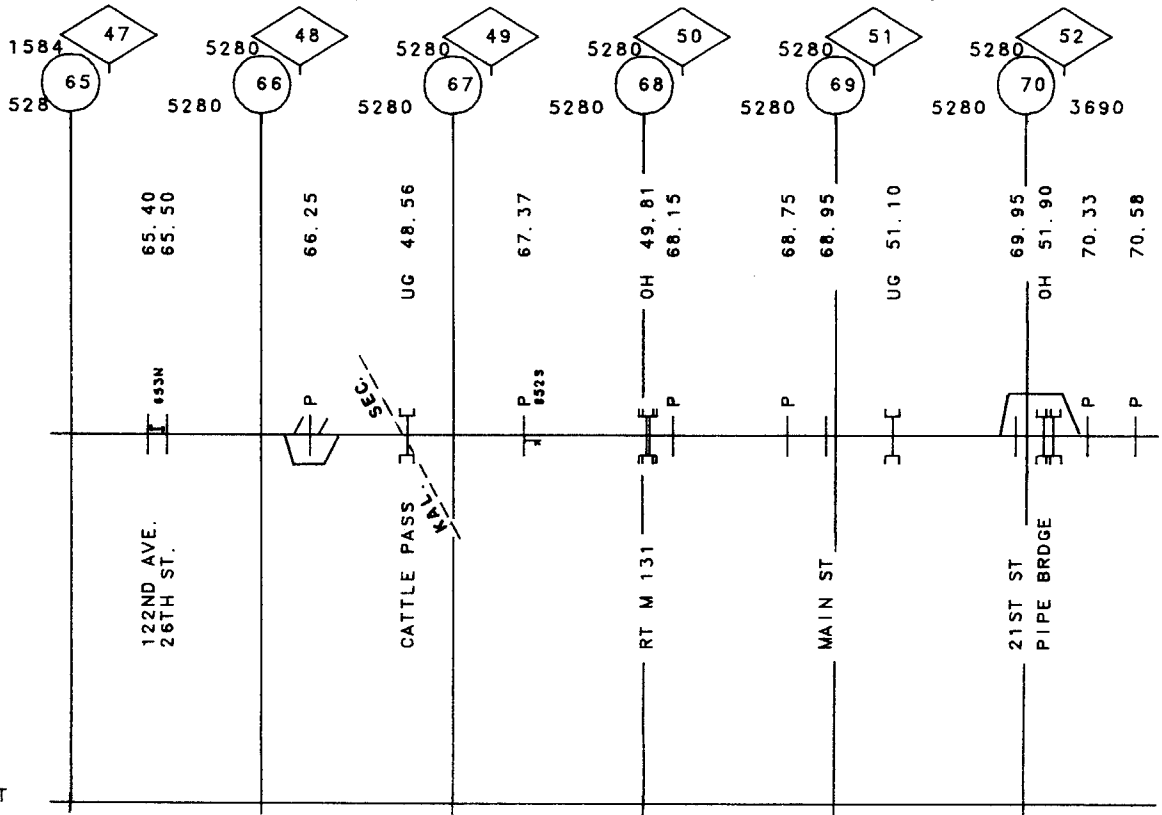 47 48 49 50 51 52
1584 5280 5280 5280 5280 5280
65 66 67 68 69 70
528 5280 5280 5280 5280 5280 3690
65.40
65.50
66.25
UG 48.56
67.37
OH 49.81
68.15
68.75
68.95
UG 51.10
69.95
OH 51.90
70.33
70.58
653N
P
SEC.
KAL.
P
652S
P
P
P
P
122ND AVE.
26TH ST.
CATTLE PASS
RT M 131
MAIN ST
21ST ST
PIPE BRDGE
T